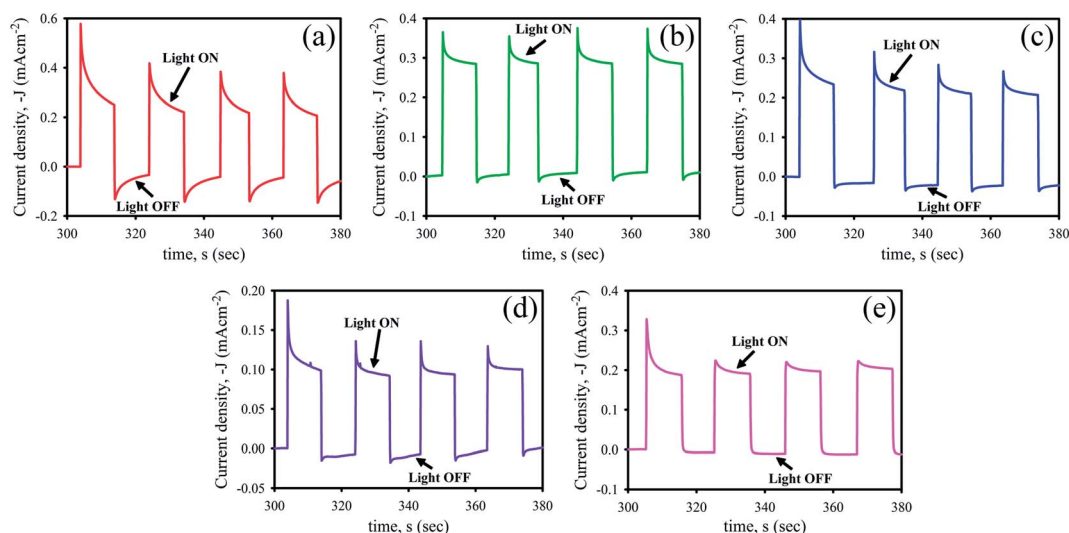 (a)
Current density, -J (mAcm-2)
0.6
0.4
0.2
0.0
-0.2
Light ON
Light OFF
300
320
340
360
380
time, s (sec)
(b)
Current density, -J (mAcm-2)
0.4
0.3
0.2
0.1
0.0
-0.1
Light ON
Light OFF
300
320
340
360
380
time, s (sec)
(c)
Current density, -J (mAcm-2)
0.4
0.3
0.2
0.1
0.0
-0.1
Light ON
Light OFF
300
320
340
360
380
time, s (sec)
(d)
Current density, -J (mAcm-2)
0.20
0.15
0.10
0.05
0.00
-0.05
Light ON
Light OFF
300
320
340
360
380
time, s (sec)
(e)
Current density, -J (mAcm-2)
0.4
0.3
0.2
0.1
0.0
-0.1
Light ON
Light OFF
300
320
340
360
380
time, s (sec)